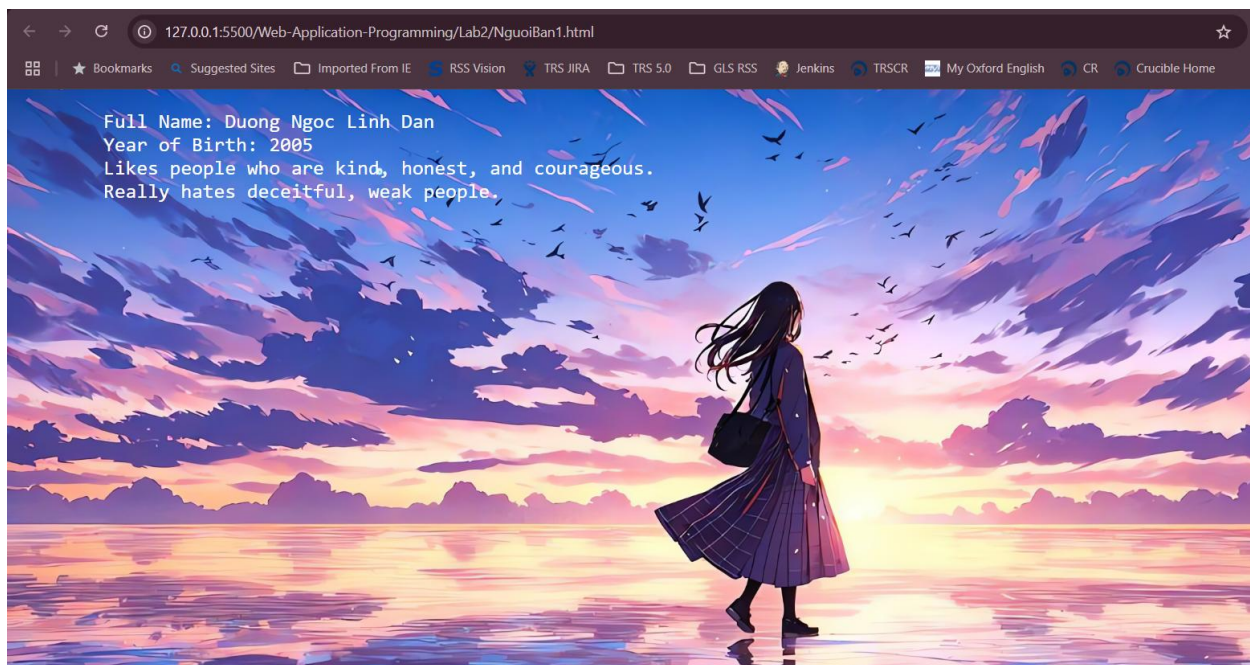 127.0.0.1:5500/Web-Application-Programming/Lab2/NguoiBan1.html
Bookmarks Suggested Sites Imported From IE RSS Vision TRS JIRA TRS 5.0 GLS RSS Jenkins TRSCR My Oxford English CR Crucible Home
Full Name: Duong Ngoc Linh Dan
Year of Birth: 2005
Likes people who are kind, honest, and courageous.
Really hates deceitful, weak people.